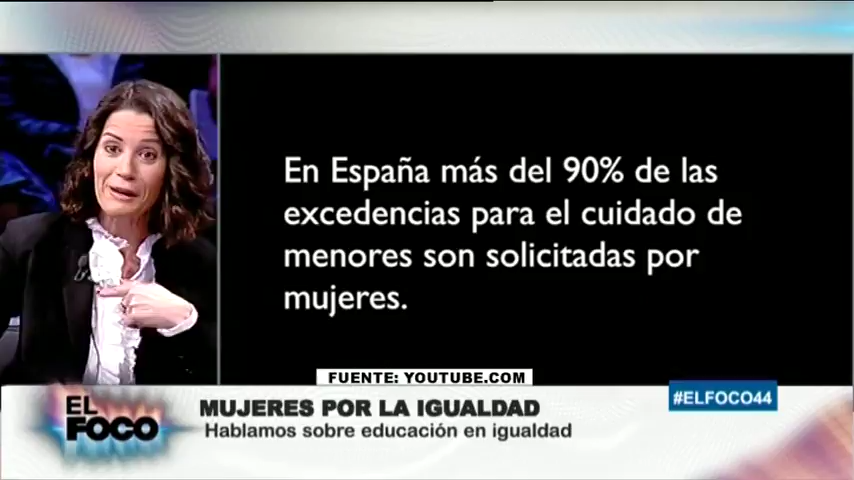 En España más del 90% de las
excedencias para el cuidado de
menores son solicitadas por
mujeres.
FUENTE: YOUTUBE.COM
#ELFOCO44
EL
FOCO
MUJERES POR LA IGUALDAD
Hablamos sobre educación en igualdad